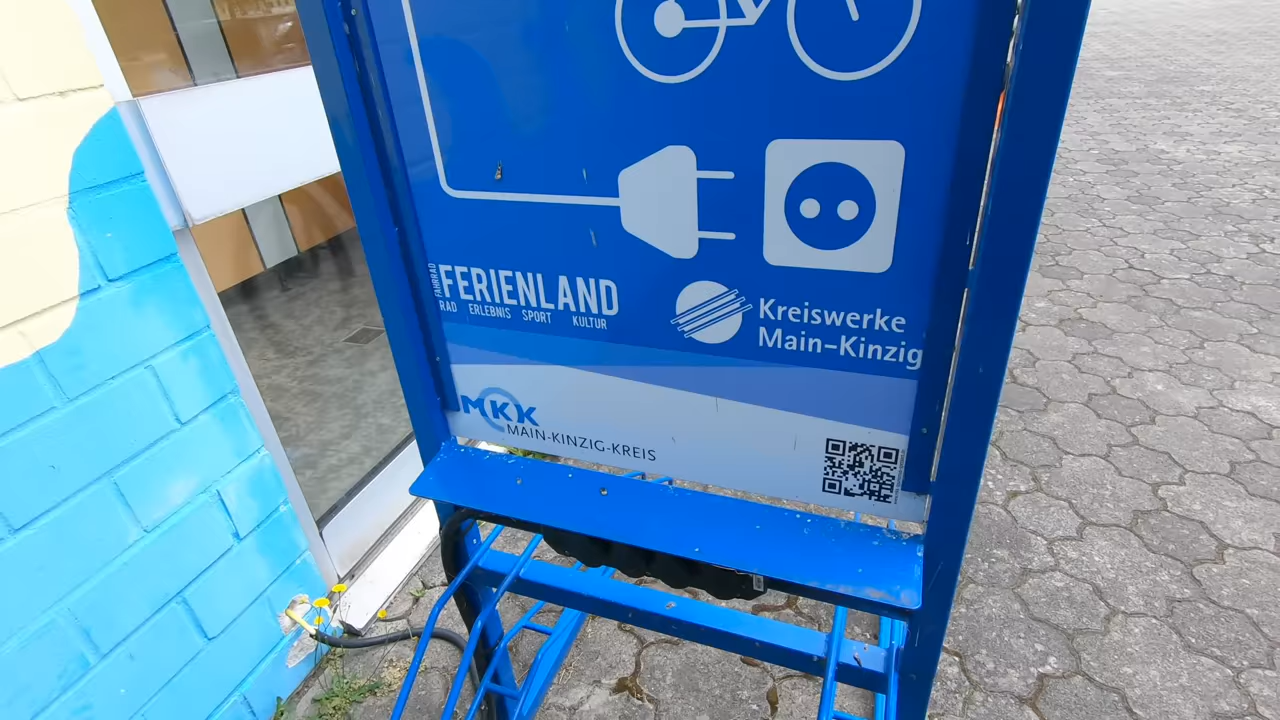 FAHRRAD
FERIENLAND
RAD ERLEBNIS SPORT KULTUR
Kreiswerke
Main-Kinzig
MKK
MAIN-KINZIG-KREIS